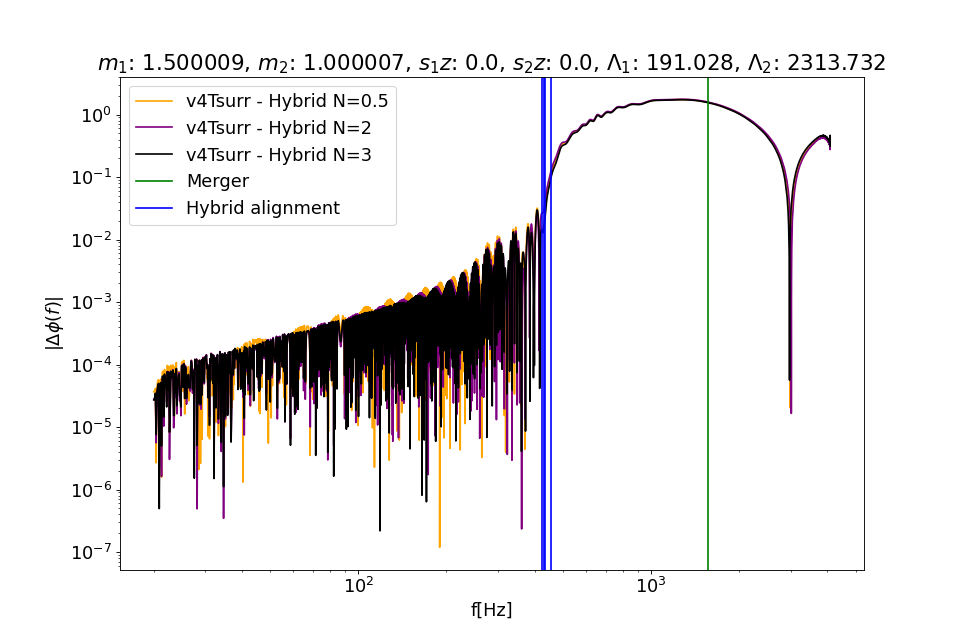 m₁: 1.500009, m₂: 1.000007, s₁z: 0.0, s₂z: 0.0, Λ₁: 191.028, Λ₂: 2313.732
v4Tsurr - Hybrid N=0.5
v4Tsurr - Hybrid N=2
v4Tsurr - Hybrid N=3
Merger
Hybrid alignment
|Δϕ(f)|
10⁰
10⁻¹
10⁻²
10⁻³
10⁻⁴
10⁻⁵
10⁻⁶
10⁻⁷
10² 10³
f[Hz]